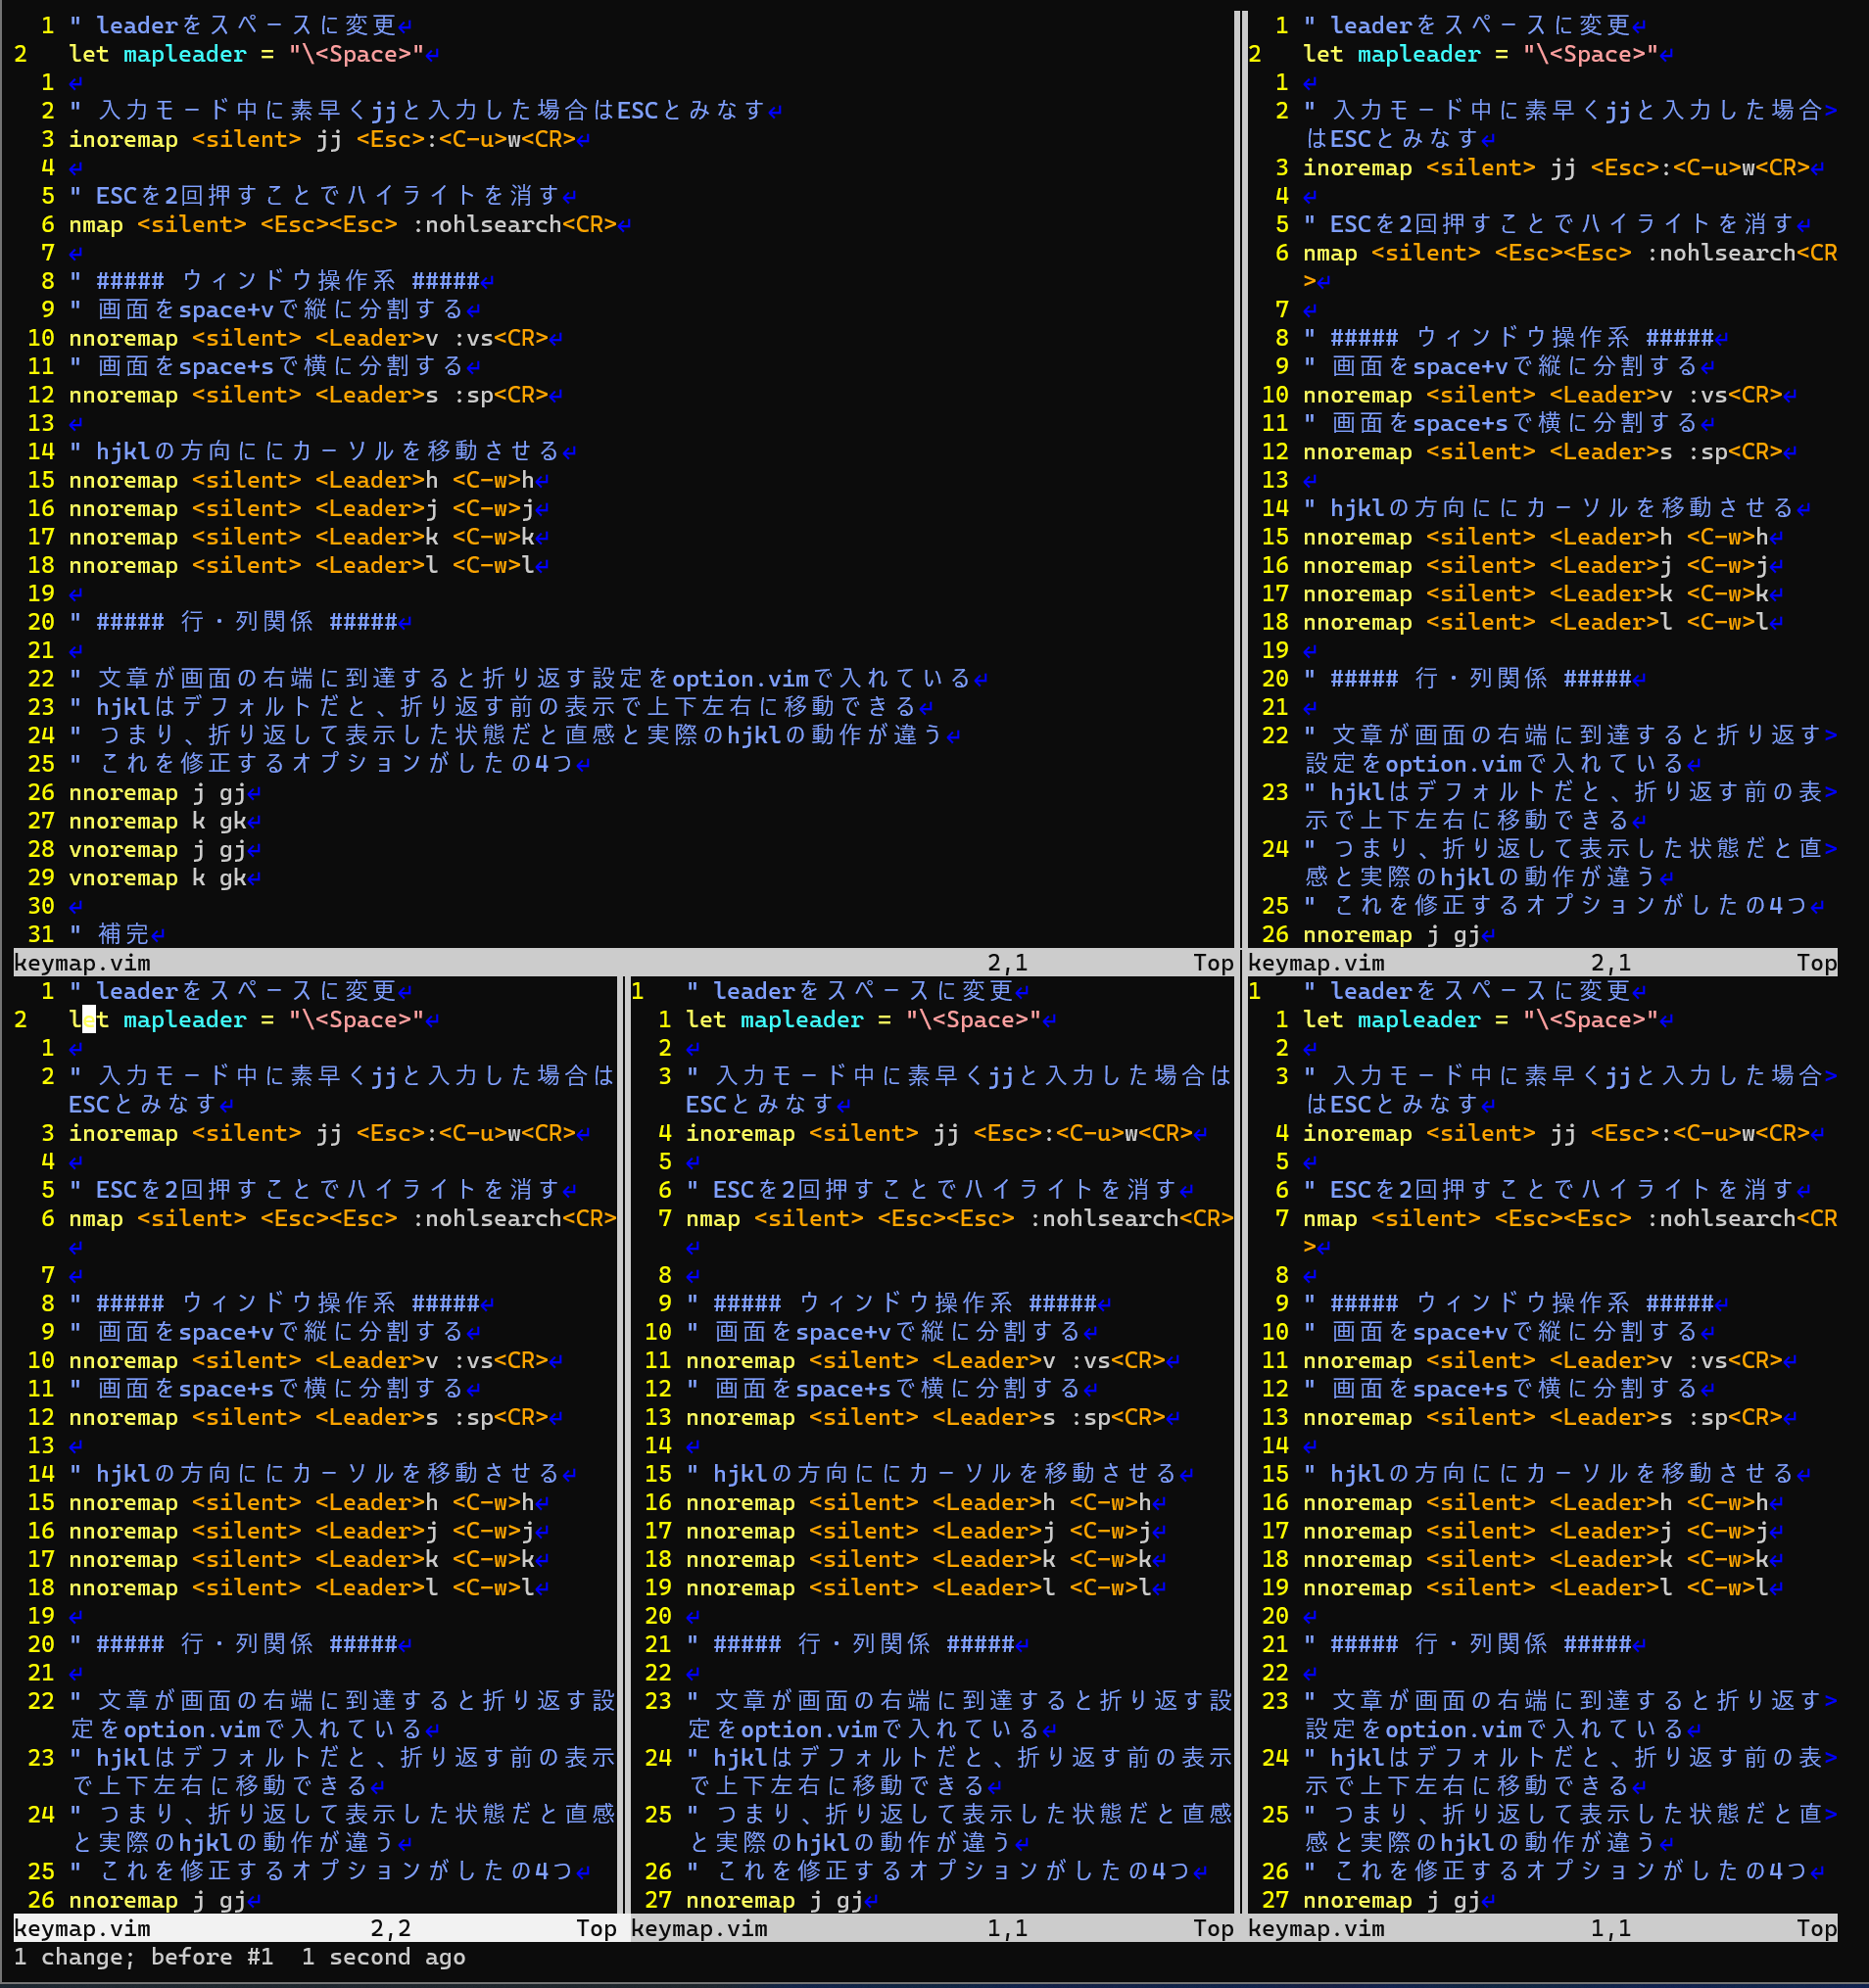 1 " leaderをスペースに変更↵
2 let mapleader = "\<Space>"↵
1 ↵
2 " 入力モード中に素早くjjと入力した場合はESCとみなす↵
3 inoremap <silent> jj <Esc>:<C-u>w<CR>↵
4 ↵
5 " ESCを2回押すことでハイライトを消す↵
6 nmap <silent> <Esc><Esc> :nohlsearch<CR>↵
7 ↵
8 " ##### ウィンドウ操作系 #####↵
9 " 画面をspace+vで縦に分割する↵
10 nnoremap <silent> <Leader>v :vs<CR>↵
11 " 画面をspace+sで横に分割する↵
12 nnoremap <silent> <Leader>s :sp<CR>↵
13 ↵
14 " hjklの方向ににカーソルを移動させる↵
15 nnoremap <silent> <Leader>h <C-w>h↵
16 nnoremap <silent> <Leader>j <C-w>j↵
17 nnoremap <silent> <Leader>k <C-w>k↵
18 nnoremap <silent> <Leader>l <C-w>l↵
19 ↵
20 " ##### 行・列関係 #####↵
21 ↵
22 " 文章が画面の右端に到達すると折り返す設定をoption.vimで入れている↵
23 " hjklはデフォルトだと、折り返す前の表示で上下左右に移動できる↵
24 " つまり、折り返して表示した状態だと直感と実際のhjklの動作が違う↵
25 " これを修正するオプションがしたの4つ↵
26 nnoremap j gj↵
27 nnoremap k gk↵
28 vnoremap j gj↵
29 vnoremap k gk↵
30 ↵
31 " 補完↵
keymap.vim 2,1 Top
1 " leaderをスペースに変更↵
2 let mapleader = "\<Space>"↵
1 ↵
2 " 入力モード中に素早くjjと入力した場合>
はESCとみなす↵
3 inoremap <silent> jj <Esc>:<C-u>w<CR>↵
4 ↵
5 " ESCを2回押すことでハイライトを消す↵
6 nmap <silent> <Esc><Esc> :nohlsearch<CR
>↵
7 ↵
8 " ##### ウィンドウ操作系 #####↵
9 " 画面をspace+vで縦に分割する↵
10 nnoremap <silent> <Leader>v :vs<CR>↵
11 " 画面をspace+sで横に分割する↵
12 nnoremap <silent> <Leader>s :sp<CR>↵
13 ↵
14 " hjklの方向ににカーソルを移動させる↵
15 nnoremap <silent> <Leader>h <C-w>h↵
16 nnoremap <silent> <Leader>j <C-w>j↵
17 nnoremap <silent> <Leader>k <C-w>k↵
18 nnoremap <silent> <Leader>l <C-w>l↵
19 ↵
20 " ##### 行・列関係 #####↵
21 ↵
22 " 文章が画面の右端に到達すると折り返す>
設定をoption.vimで入れている↵
23 " hjklはデフォルトだと、折り返す前の表>
示で上下左右に移動できる↵
24 " つまり、折り返して表示した状態だと直>
感と実際のhjklの動作が違う↵
25 " これを修正するオプションがしたの4つ↵
26 nnoremap j gj↵
keymap.vim 2,1 Top
1 " leaderをスペースに変更↵
2 let mapleader = "\<Space>"↵
1 ↵
2 " 入力モード中に素早くjjと入力した場合は
ESCとみなす↵
3 inoremap <silent> jj <Esc>:<C-u>w<CR>↵
4 ↵
5 " ESCを2回押すことでハイライトを消す↵
6 nmap <silent> <Esc><Esc> :nohlsearch<CR>
↵
7 ↵
8 " ##### ウィンドウ操作系 #####↵
9 " 画面をspace+vで縦に分割する↵
10 nnoremap <silent> <Leader>v :vs<CR>↵
11 " 画面をspace+sで横に分割する↵
12 nnoremap <silent> <Leader>s :sp<CR>↵
13 ↵
14 " hjklの方向ににカーソルを移動させる↵
15 nnoremap <silent> <Leader>h <C-w>h↵
16 nnoremap <silent> <Leader>j <C-w>j↵
17 nnoremap <silent> <Leader>k <C-w>k↵
18 nnoremap <silent> <Leader>l <C-w>l↵
19 ↵
20 " ##### 行・列関係 #####↵
21 ↵
22 " 文章が画面の右端に到達すると折り返す設
定をoption.vimで入れている↵
23 " hjklはデフォルトだと、折り返す前の表示
で上下左右に移動できる↵
24 " つまり、折り返して表示した状態だと直感
と実際のhjklの動作が違う↵
25 " これを修正するオプションがしたの4つ↵
26 nnoremap j gj↵
keymap.vim 2,2 Top
1 " leaderをスペースに変更↵
1 let mapleader = "\<Space>"↵
2 ↵
3 " 入力モード中に素早くjjと入力した場合は
ESCとみなす↵
4 inoremap <silent> jj <Esc>:<C-u>w<CR>↵
5 ↵
6 " ESCを2回押すことでハイライトを消す↵
7 nmap <silent> <Esc><Esc> :nohlsearch<CR>
↵
8 ↵
9 " ##### ウィンドウ操作系 #####↵
10 " 画面をspace+vで縦に分割する↵
11 nnoremap <silent> <Leader>v :vs<CR>↵
12 " 画面をspace+sで横に分割する↵
13 nnoremap <silent> <Leader>s :sp<CR>↵
14 ↵
15 " hjklの方向ににカーソルを移動させる↵
16 nnoremap <silent> <Leader>h <C-w>h↵
17 nnoremap <silent> <Leader>j <C-w>j↵
18 nnoremap <silent> <Leader>k <C-w>k↵
19 nnoremap <silent> <Leader>l <C-w>l↵
20 ↵
21 " ##### 行・列関係 #####↵
22 ↵
23 " 文章が画面の右端に到達すると折り返す設
定をoption.vimで入れている↵
24 " hjklはデフォルトだと、折り返す前の表示
で上下左右に移動できる↵
25 " つまり、折り返して表示した状態だと直感
と実際のhjklの動作が違う↵
26 " これを修正するオプションがしたの4つ↵
27 nnoremap j gj↵
keymap.vim 1,1 Top
1 " leaderをスペースに変更↵
1 let mapleader = "\<Space>"↵
2 ↵
3 " 入力モード中に素早くjjと入力した場合>
はESCとみなす↵
4 inoremap <silent> jj <Esc>:<C-u>w<CR>↵
5 ↵
6 " ESCを2回押すことでハイライトを消す↵
7 nmap <silent> <Esc><Esc> :nohlsearch<CR
>↵
8 ↵
9 " ##### ウィンドウ操作系 #####↵
10 " 画面をspace+vで縦に分割する↵
11 nnoremap <silent> <Leader>v :vs<CR>↵
12 " 画面をspace+sで横に分割する↵
13 nnoremap <silent> <Leader>s :sp<CR>↵
14 ↵
15 " hjklの方向ににカーソルを移動させる↵
16 nnoremap <silent> <Leader>h <C-w>h↵
17 nnoremap <silent> <Leader>j <C-w>j↵
18 nnoremap <silent> <Leader>k <C-w>k↵
19 nnoremap <silent> <Leader>l <C-w>l↵
20 ↵
21 " ##### 行・列関係 #####↵
22 ↵
23 " 文章が画面の右端に到達すると折り返す>
設定をoption.vimで入れている↵
24 " hjklはデフォルトだと、折り返す前の表>
示で上下左右に移動できる↵
25 " つまり、折り返して表示した状態だと直>
感と実際のhjklの動作が違う↵
26 " これを修正するオプションがしたの4つ↵
27 nnoremap j gj↵
keymap.vim 1,1 Top
1 change; before #1  1 second ago